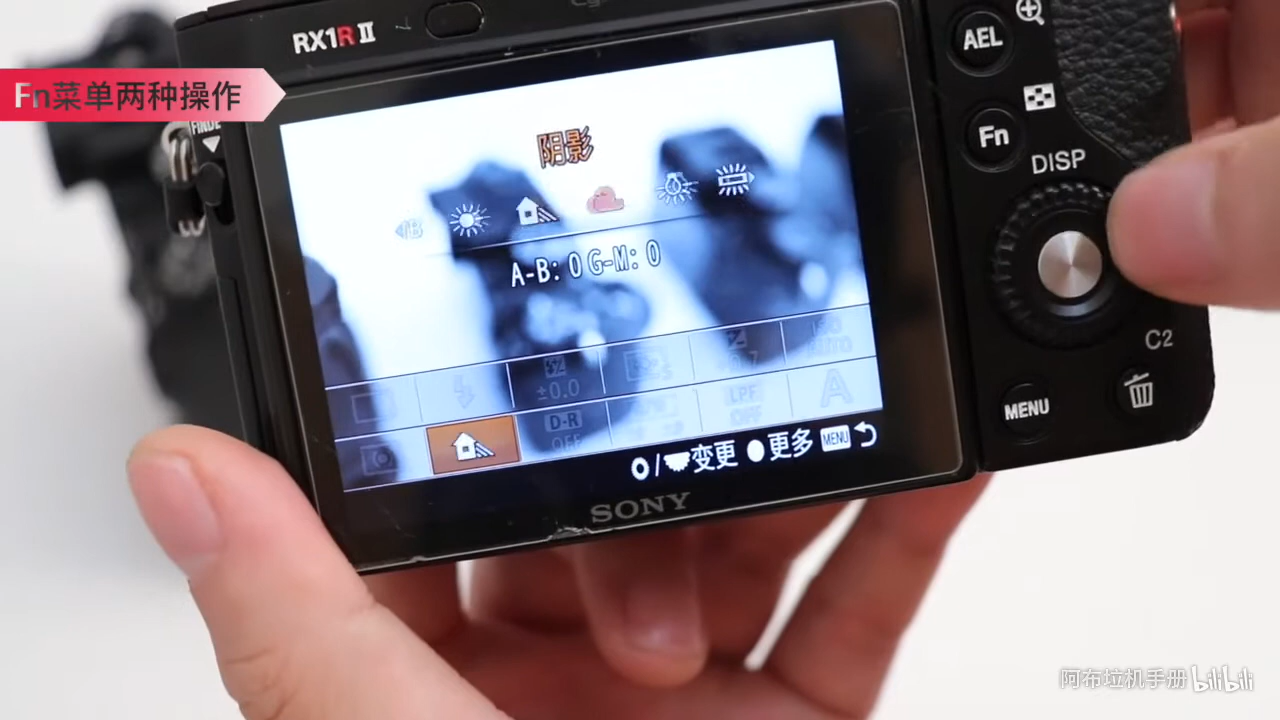 RX1R II
AEL
Fn菜单两种操作
FINDE
Fn
阴影
DISP
A-B: 0 G-M: 0
±0.0
C2
D-R
OFF
LPF
OFF
A
MENU
变更 更多 MENU
SONY
阿布垃机手册 bilibili